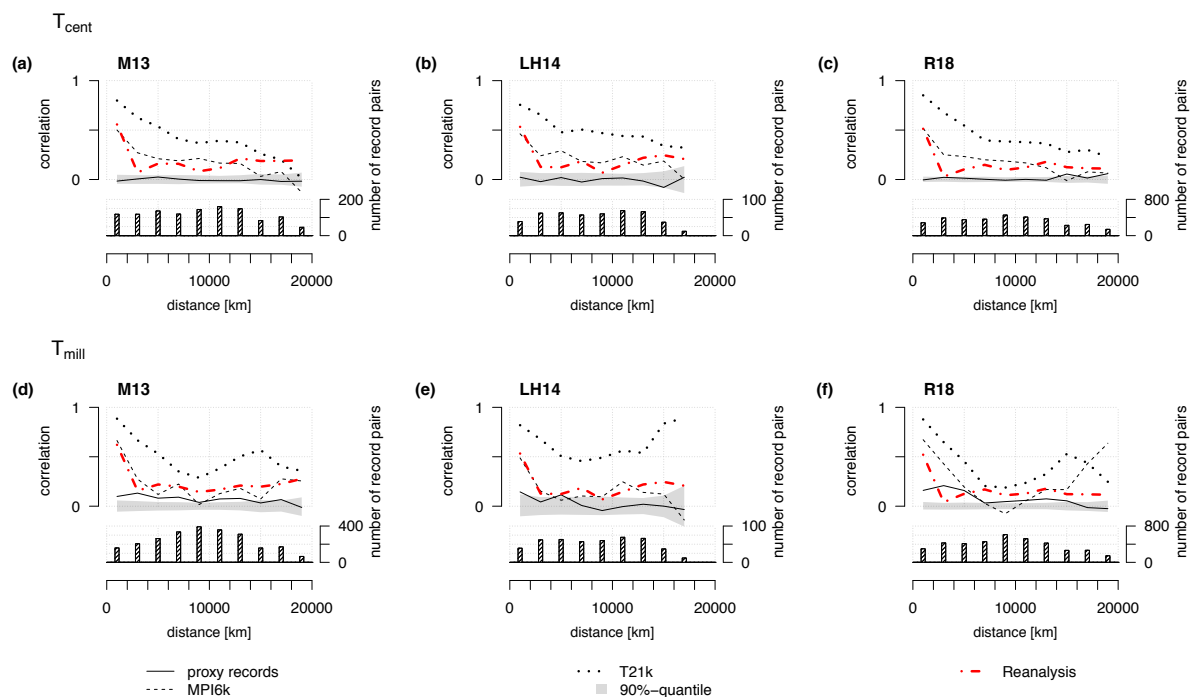 Tcent
(a) M13
(b) LH14
(c) R18
1
0
correlation
200
0
number of record pairs
0 10000 20000
distance [km]
1
0
correlation
100
0
number of record pairs
0 10000 20000
distance [km]
1
0
correlation
800
0
number of record pairs
0 10000 20000
distance [km]
Tmill
(d) M13
(e) LH14
(f) R18
1
0
correlation
400
0
number of record pairs
0 10000 20000
distance [km]
1
0
correlation
100
0
number of record pairs
0 10000 20000
distance [km]
1
0
correlation
800
0
number of record pairs
0 10000 20000
distance [km]
proxy records
MPI6k
T21k
90%-quantile
Reanalysis